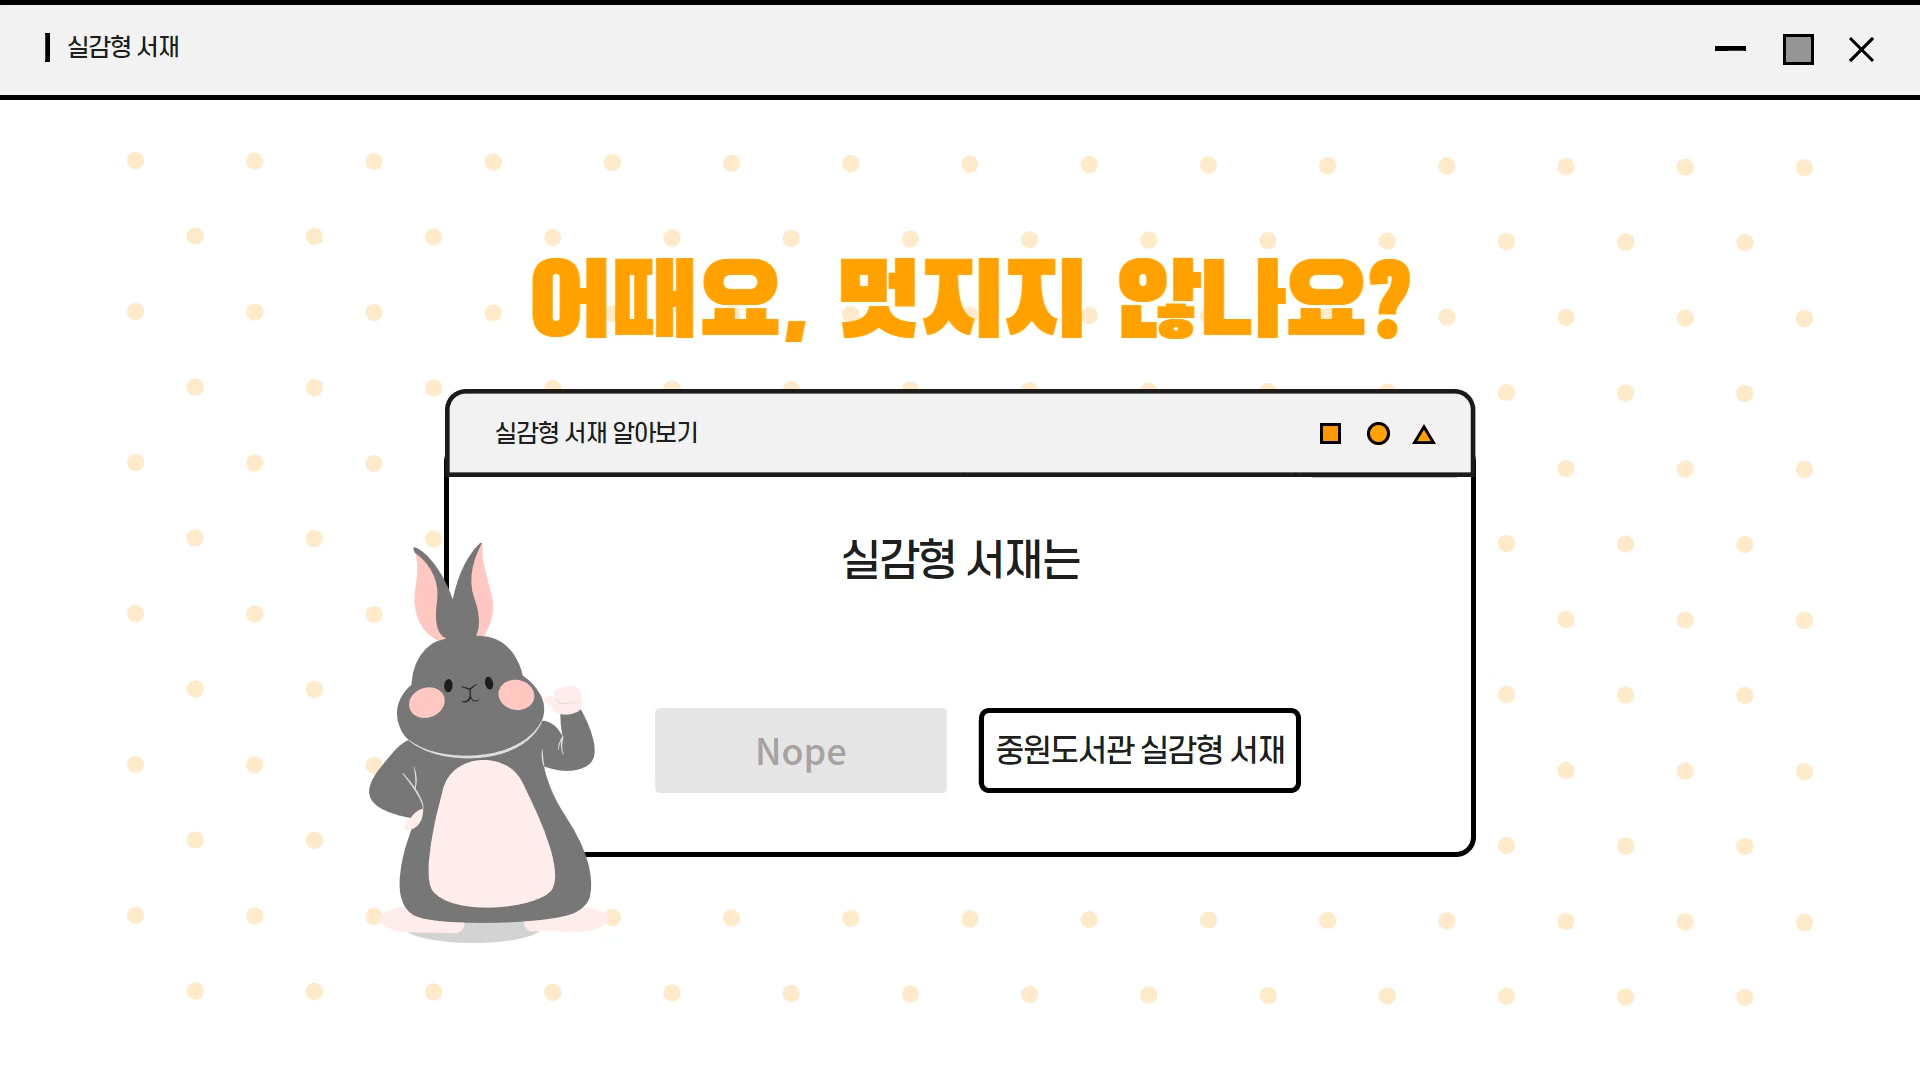 실감형 서재
어때요, 멋지지 않나요?
실감형 서재 알아보기
실감형 서재는
Nope
중원도서관 실감형 서재